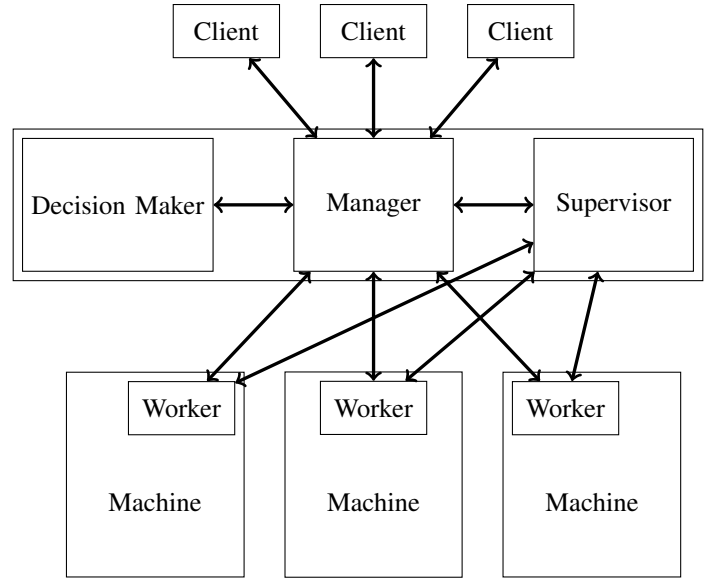 Client Client Client
Decision Maker Manager Supervisor
Worker Worker Worker
Machine Machine Machine